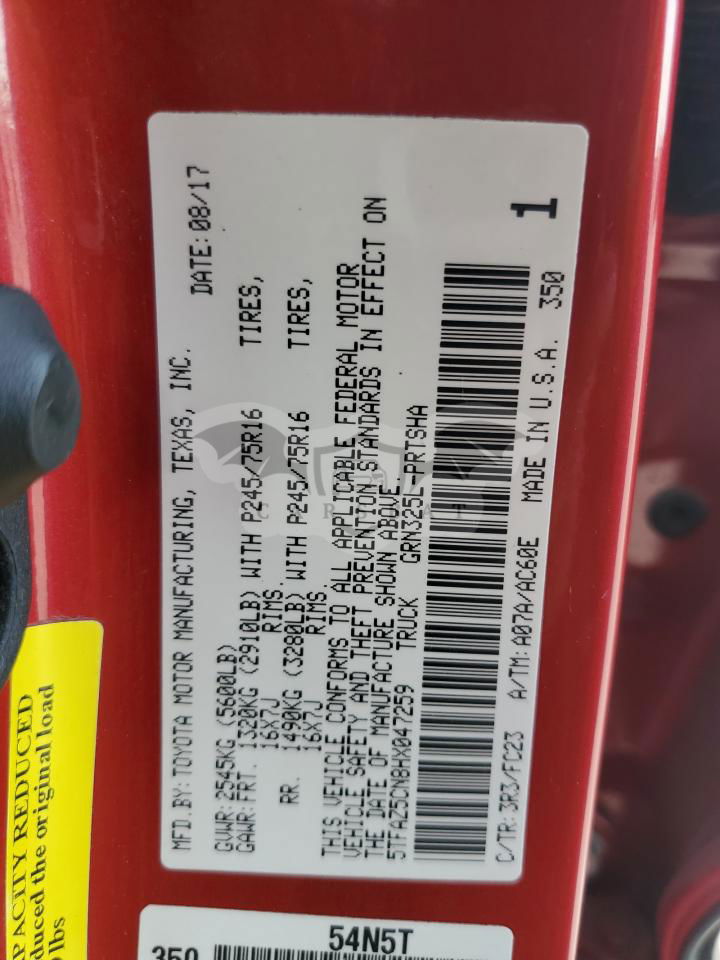 MFD.BY:TOYOTA MOTOR MANUFACTURING, TEXAS, INC.
DATE:08/17
GVWR:2545KG (5600LB)
GAWR:FRT. 1320KG (2910LB) WITH P245/75R16 TIRES,
16X7J RIMS.
RR. 1490KG (3280LB) WITH P245/75R16 TIRES,
16X7J RIMS.
THIS VEHICLE CONFORMS TO ALL APPLICABLE FEDERAL MOTOR
VEHICLE SAFETY AND THEFT PREVENTION STANDARDS IN EFFECT ON
THE DATE OF MANUFACTURE SHOWN ABOVE.
5TFAZ5CN8HX047259 TRUCK GRN325L-PRTSHA
C/TR:3R3/FC23 A/TM:A07A/AC60E MADE IN U.S.A. 350
1
PACITY REDUCED
duced the original load
lbs
54N5T
350